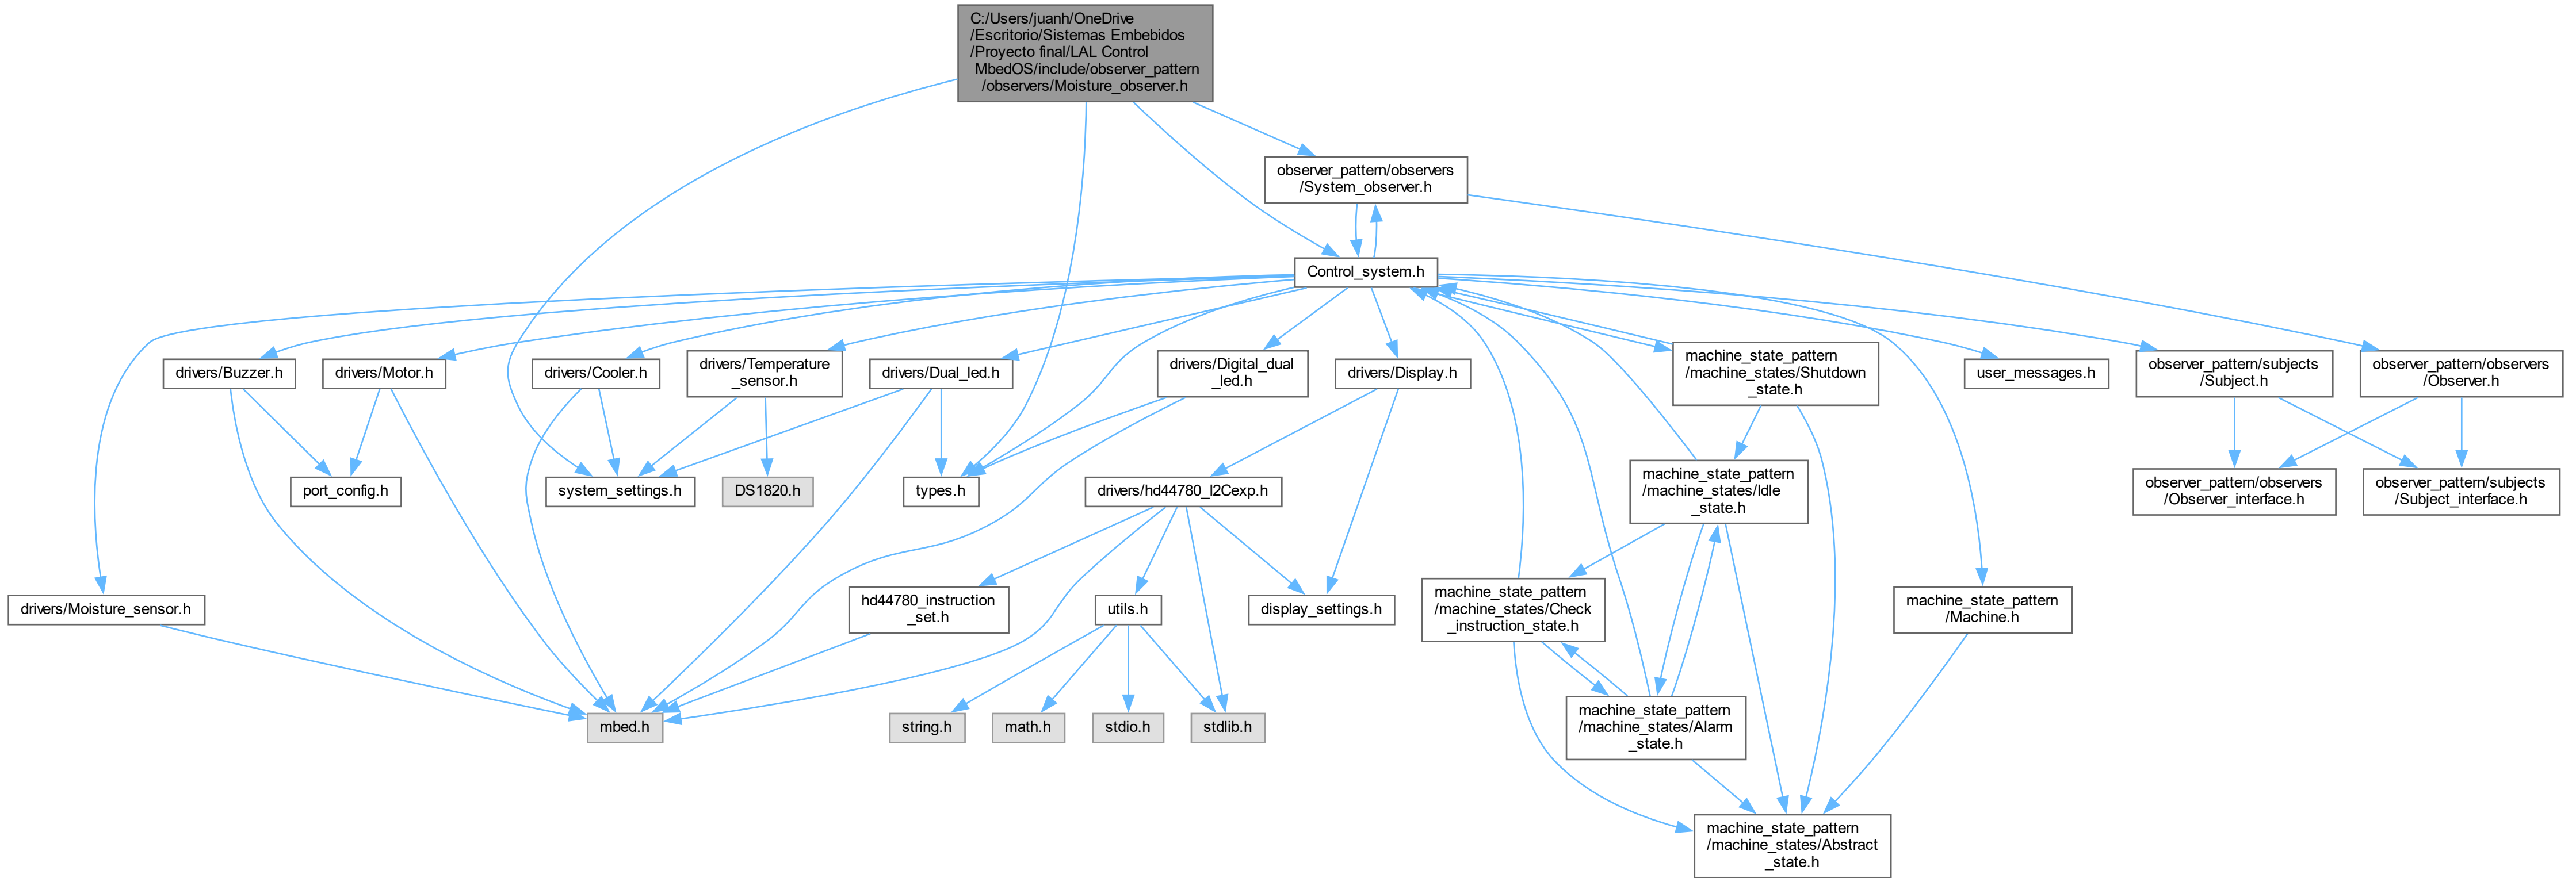 C:/Users/juanh/OneDrive
/Escritorio/Sistemas Embebidos
/Proyecto final/LAL Control
MbedOS/include/observer_pattern
/observers/Moisture_observer.h
observer_pattern/observers
/System_observer.h
Control_system.h
drivers/Buzzer.h
drivers/Motor.h
drivers/Cooler.h
drivers/Temperature
_sensor.h
drivers/Dual_led.h
drivers/Digital_dual
_led.h
drivers/Display.h
machine_state_pattern
/machine_states/Shutdown
_state.h
user_messages.h
observer_pattern/subjects
/Subject.h
observer_pattern/observers
/Observer.h
port_config.h
system_settings.h
DS1820.h
types.h
drivers/hd44780_I2Cexp.h
machine_state_pattern
/machine_states/Idle
_state.h
observer_pattern/observers
/Observer_interface.h
observer_pattern/subjects
/Subject_interface.h
drivers/Moisture_sensor.h
hd44780_instruction
_set.h
utils.h
display_settings.h
machine_state_pattern
/machine_states/Check
_instruction_state.h
machine_state_pattern
/Machine.h
mbed.h
string.h
math.h
stdio.h
stdlib.h
machine_state_pattern
/machine_states/Alarm
_state.h
machine_state_pattern
/machine_states/Abstract
_state.h